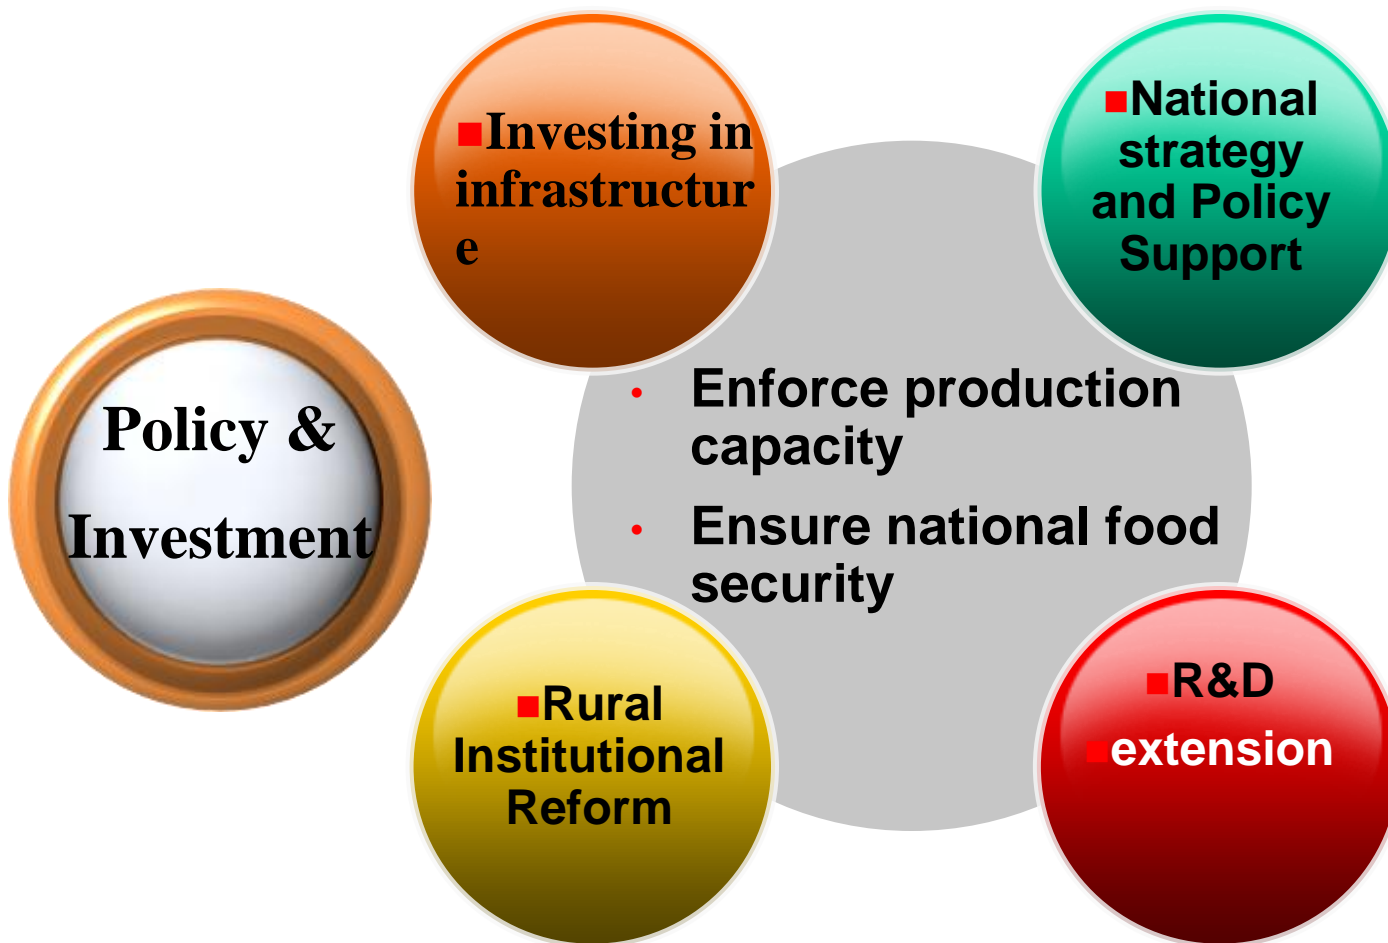 ■Investing in
infrastructur
e
■National
strategy
and Policy
Support
Policy &
Investment
• Enforce production
capacity
• Ensure national food
security
■Rural
Institutional
Reform
■R&D
■extension